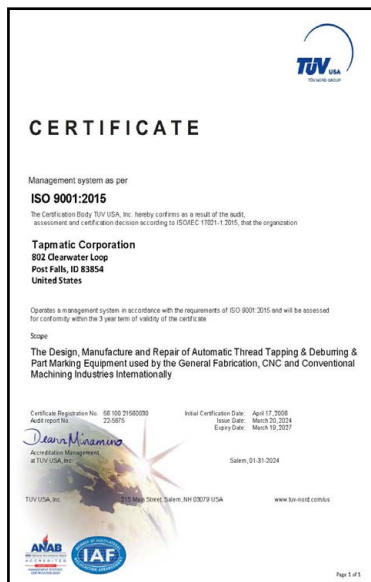 TÜV USA
TÜV NORD GROUP
CERTIFICATE
Management system as per
ISO 9001:2015
The Certification Body TÜV USA, Inc. hereby confirms as a result of the audit,
assessment and certification decision according to ISO/IEC 17021-1:2015, that the organization
Tapmatic Corporation
802 Clearwater Loop
Post Falls, ID 83854
United States
Operates a management system in accordance with the requirements of ISO 9001:2015 and will be assessed
for conformity within the 3 year term of validity of the certificate
Scope
The Design, Manufacture and Repair of Automatic Thread Tapping & Deburring &
Part Marking Equipment used by the General Fabrication, CNC and Conventional
Machining Industries Internationally
Certificate Registration No. 56 100 21560030 Initial Certification Date: April 17, 2006
Audit report No. 22-5675 Issue Date: March 20, 2024
Expiry Date: March 19, 2027
Deann Minamino
Accreditation Management
at TÜV USA, Inc. Salem, 01-31-2024
TÜV USA, Inc. 215 Main Street, Salem, NH 03079 USA www.tuv-nord.com/us
ANAB
ACCREDITED
IAF
Page 1 of 1